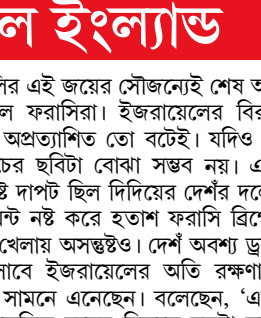 ল ইংল্যান্ড
সির এই জয়ের সৌজন্যেই শেষ অ
ল ফরাসিরা। ইজরায়েলের বির
অপ্রত্যাশিত তো বটেই। যদিও
চের ছবিটা বোঝা সম্ভব নয়। এ
ষ্ট দাপট ছিল দিদিয়ের দেশঁর দলে
য়েন্ট নষ্ট করে হতাশ ফরাসি ব্রিগে
খেলায় অসন্তুষ্টও। দেশঁ অবশ্য ড্র
সাবে ইজরায়েলের অতি রক্ষণা
সামনে এনেছেন। বলেছেন, ‘এ